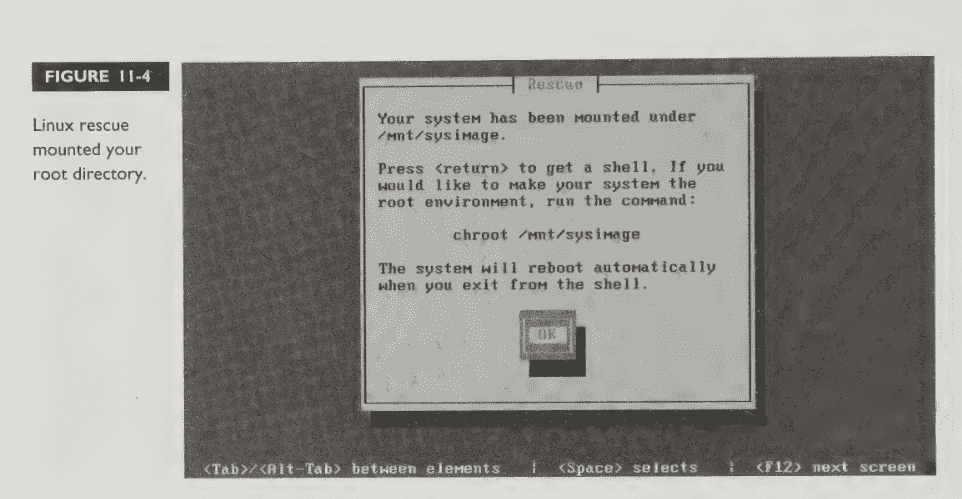 FIGURE 11-4
Linux rescue
mounted your
root directory.
Rescue
Your system has been mounted under
/mnt/sysimage.
Press <return> to get a shell. If you
would like to make your system the
root environment, run the command:
chroot /mnt/sysimage
The system will reboot automatically
when you exit from the shell.
OK
<Tab>/<Alt-Tab> between elements | <Space> selects | <F12> next screen